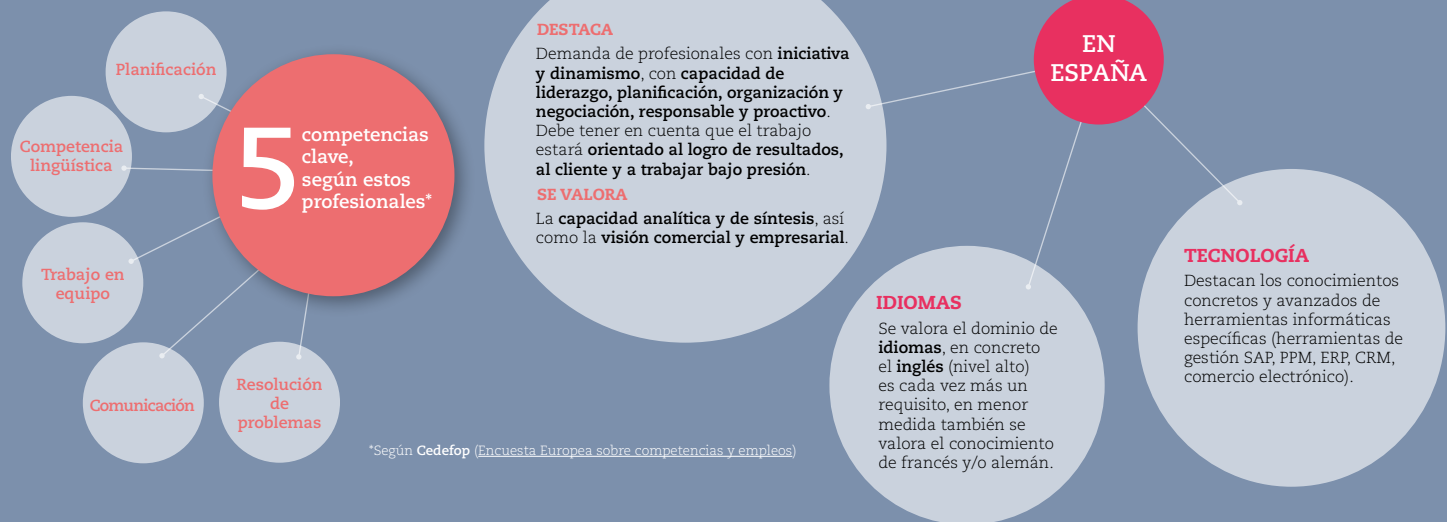 5
competencias
clave,
según estos
profesionales*
Planificación
Competencia
lingüística
Trabajo en
equipo
Comunicación
Resolución
de
problemas
*Según Cedefop (Encuesta Europea sobre competencias y empleos)
EN
ESPAÑA
DESTACA
Demanda de profesionales con iniciativa
y dinamismo, con capacidad de
liderazgo, planificación, organización y
negociación, responsable y proactivo.
Debe tener en cuenta que el trabajo
estará orientado al logro de resultados,
al cliente y a trabajar bajo presión.
SE VALORA
La capacidad analítica y de síntesis, así
como la visión comercial y empresarial.
IDIOMAS
Se valora el dominio de
idiomas, en concreto
el inglés (nivel alto)
es cada vez más un
requisito, en menor
medida también se
valora el conocimiento
de francés y/o alemán.
TECNOLOGÍA
Destacan los conocimientos
concretos y avanzados de
herramientas informáticas
específicas (herramientas de
gestión SAP, PPM, ERP, CRM,
comercio electrónico).